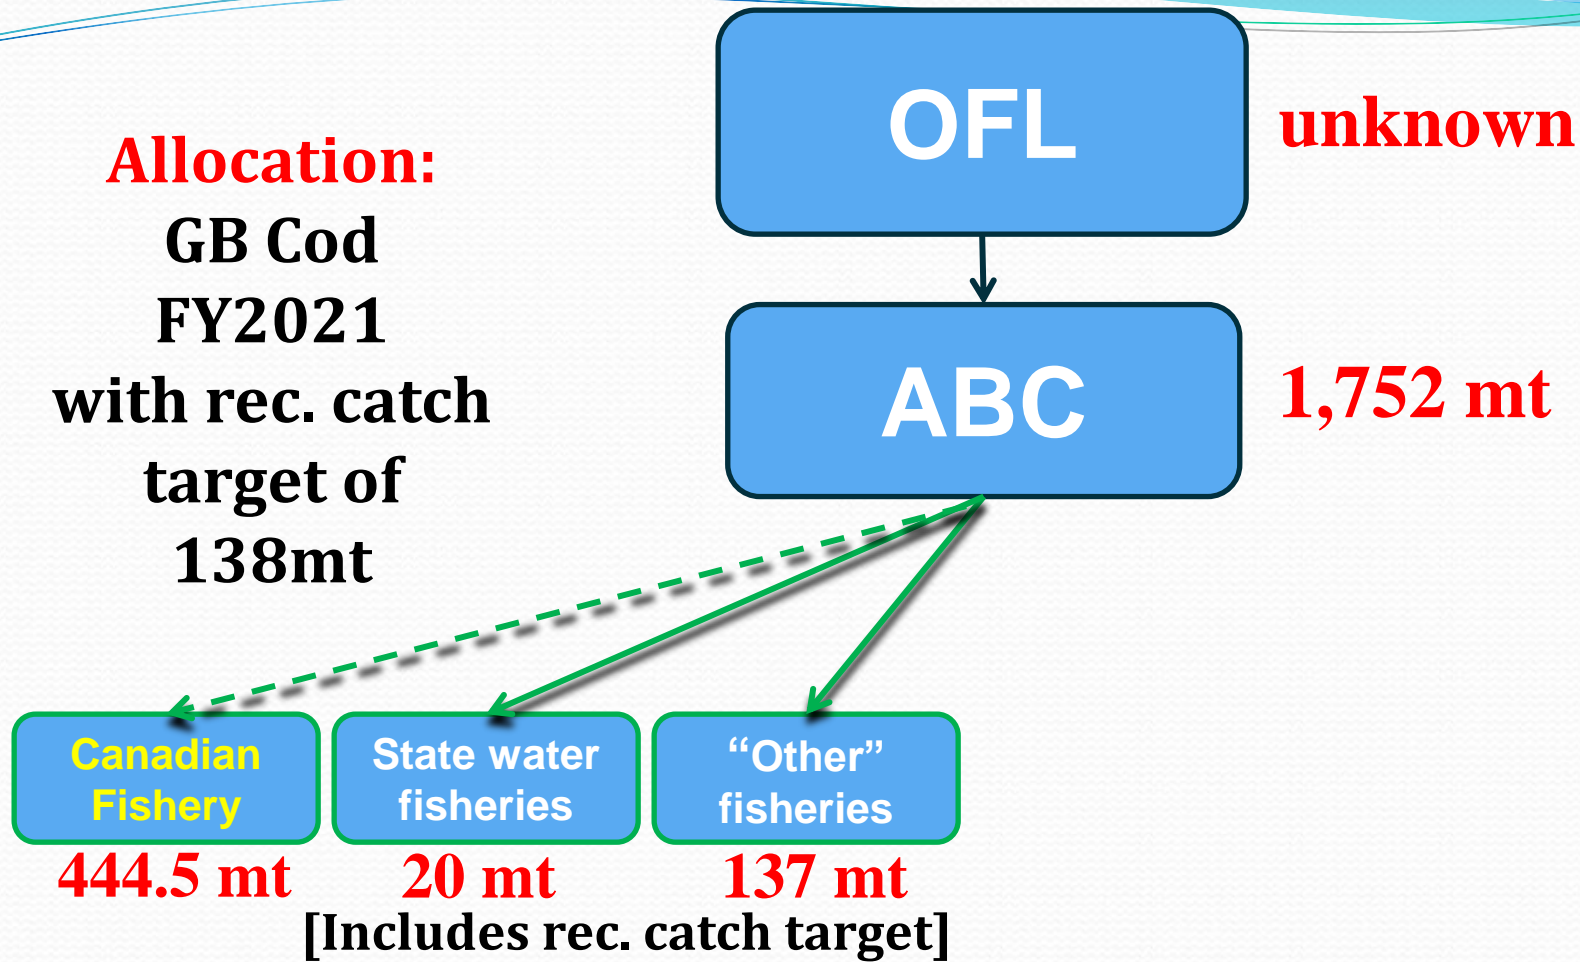 Allocation:
GB Cod
FY2021
with rec. catch
target of
138mt
OFL
unknown
ABC
1,752 mt
Canadian
Fishery
444.5 mt
State water
fisheries
20 mt
“Other”
fisheries
137 mt
[Includes rec. catch target]